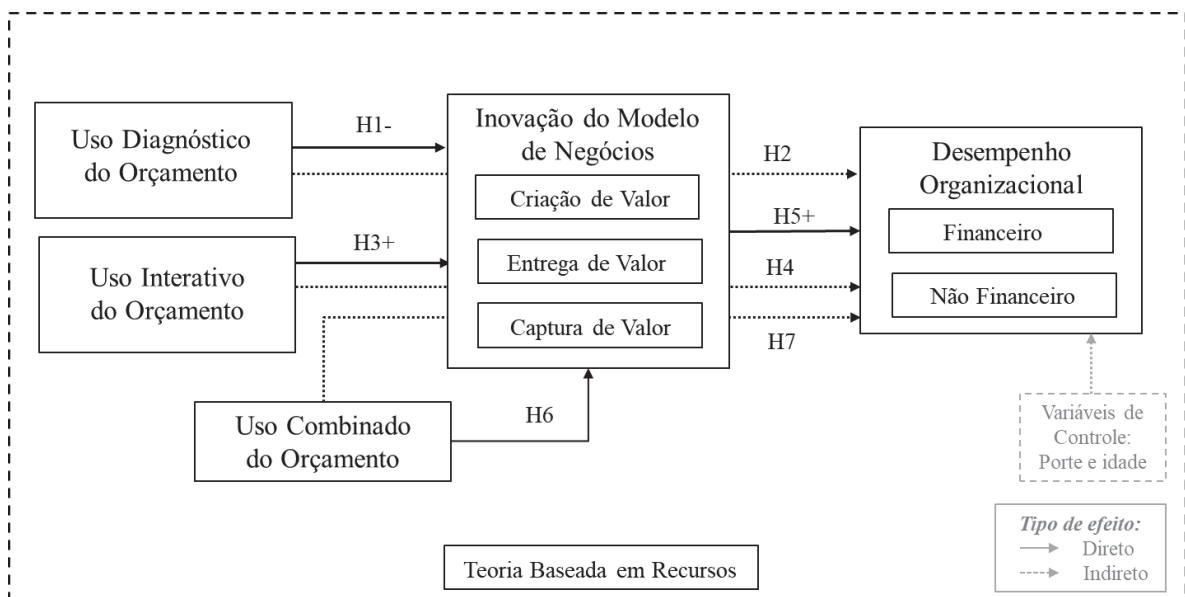 Uso Diagnóstico
do Orçamento
H1-
Inovação do Modelo
de Negócios
Criação de Valor
Entrega de Valor
Captura de Valor
H2
H5+
H4
H7
Desempenho
Organizacional
Financeiro
Não Financeiro
Uso Interativo
do Orçamento
H3+
Uso Combinado
do Orçamento
H6
Variáveis de
Controle:
Porte e idade
Tipo de efeito:
Direto
Indireto
Teoria Baseada em Recursos